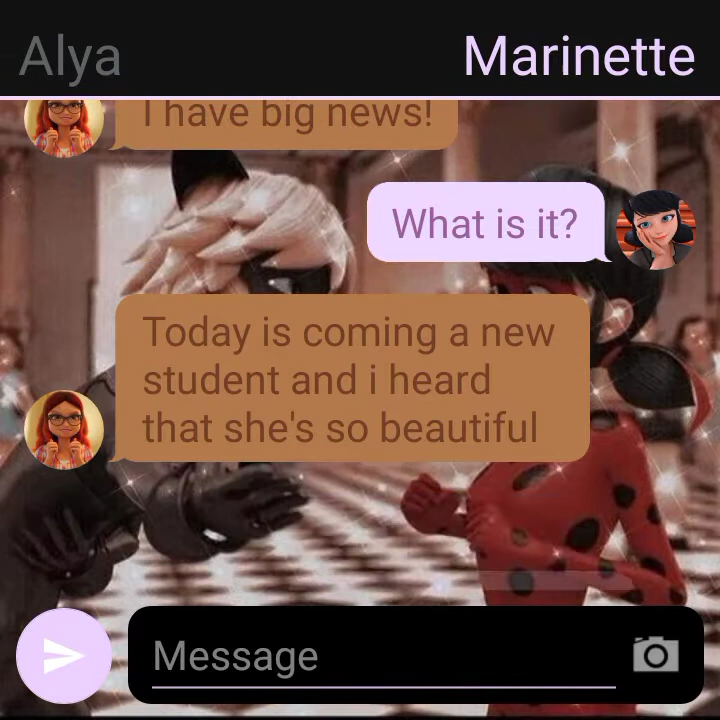 Alya
Marinette
I have big news!
What is it?
Today is coming a new
student and i heard
that she's so beautiful
Message